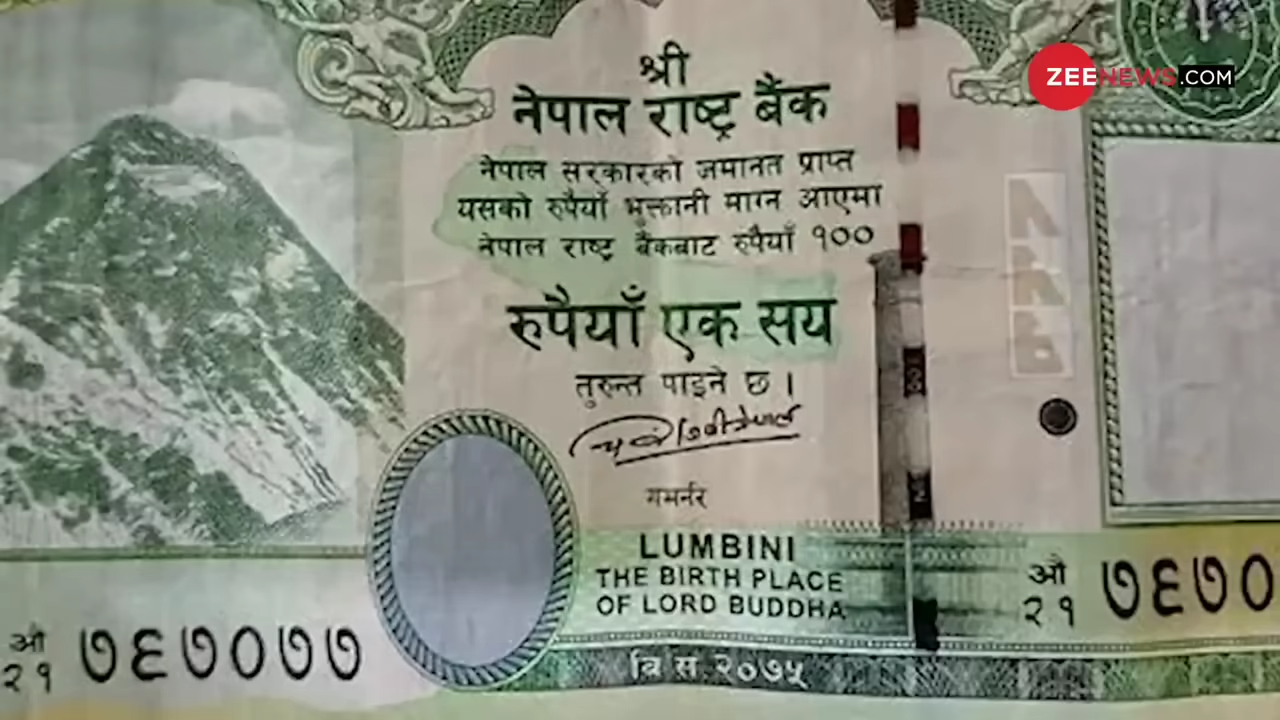 श्री
नेपाल राष्ट्र बैंक
नेपाल सरकारको जमानत प्राप्त
यसको रुपैयाँ भुक्तानी माग्न आएमा
नेपाल राष्ट्र बैंकबाट रुपैयाँ १००
रुपैयाँ एक सय
तुरुन्त पाइने छ ।
गभर्नर
LUMBINI
THE BIRTH PLACE
OF LORD BUDDHA
वि सं २०७५
औ
२१ ७६७०७७
औ
२१ ७६७०
NRB
ZEENEWS.COM